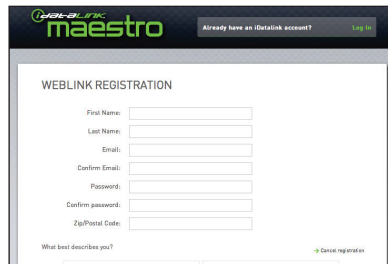 iDataLink
maestro
Already have an iDatalink account? Log In
WEBLINK REGISTRATION
First Name:
Last Name:
Email:
Confirm Email:
Password:
Confirm password:
Zip/Postal Code:
What best describes you?
Cancel registration